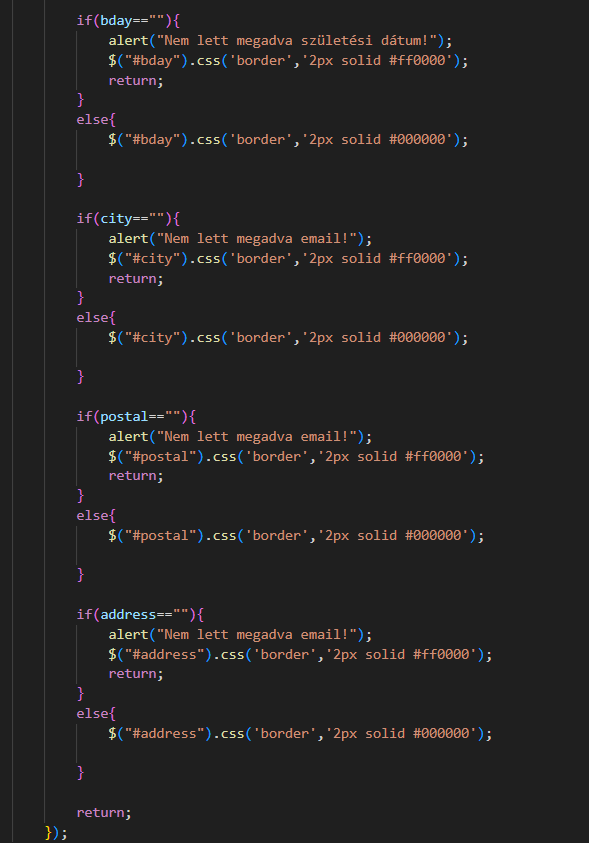 if(bday==""){
alert("Nem lett megadva születési dátum!");
$("#bday").css('border','2px solid #ff0000');
return;
}
else{
$("#bday").css('border','2px solid #000000');
}
if(city==""){
alert("Nem lett megadva email!");
$("#city").css('border','2px solid #ff0000');
return;
}
else{
$("#city").css('border','2px solid #000000');
}
if(postal==""){
alert("Nem lett megadva email!");
$("#postal").css('border','2px solid #ff0000');
return;
}
else{
$("#postal").css('border','2px solid #000000');
}
if(address==""){
alert("Nem lett megadva email!");
$("#address").css('border','2px solid #ff0000');
return;
}
else{
$("#address").css('border','2px solid #000000');
}
return;
});